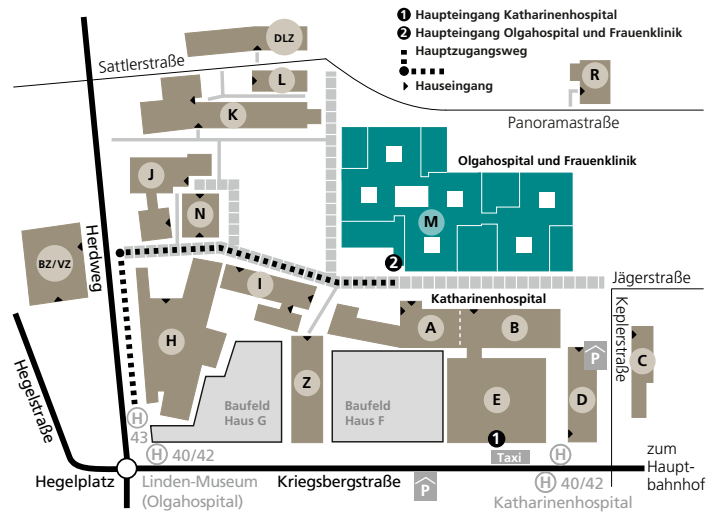 1 Haupteingang Katharinenhospital
2 Haupteingang Olgahospital und Frauenklinik
Hauptzugangsweg
Hauseingang
DLZ
Sattlerstraße
L
R
K
Panoramastraße
Olgahospital und Frauenklinik
J
N
M
Herdweg
BZ/VZ
2
I
Jägerstraße
Katharinenhospital
Keplerstraße
A
B
H
Z
P
C
Hegelstraße
Baufeld
Haus G
Baufeld
Haus F
E
D
H
43
1
H 40/42
Taxi
H
zum
Haupt-
bahnhof
Hegelplatz
Linden-Museum
(Olgahospital)
Kriegsbergstraße
P
H 40/42
Katharinenhospital